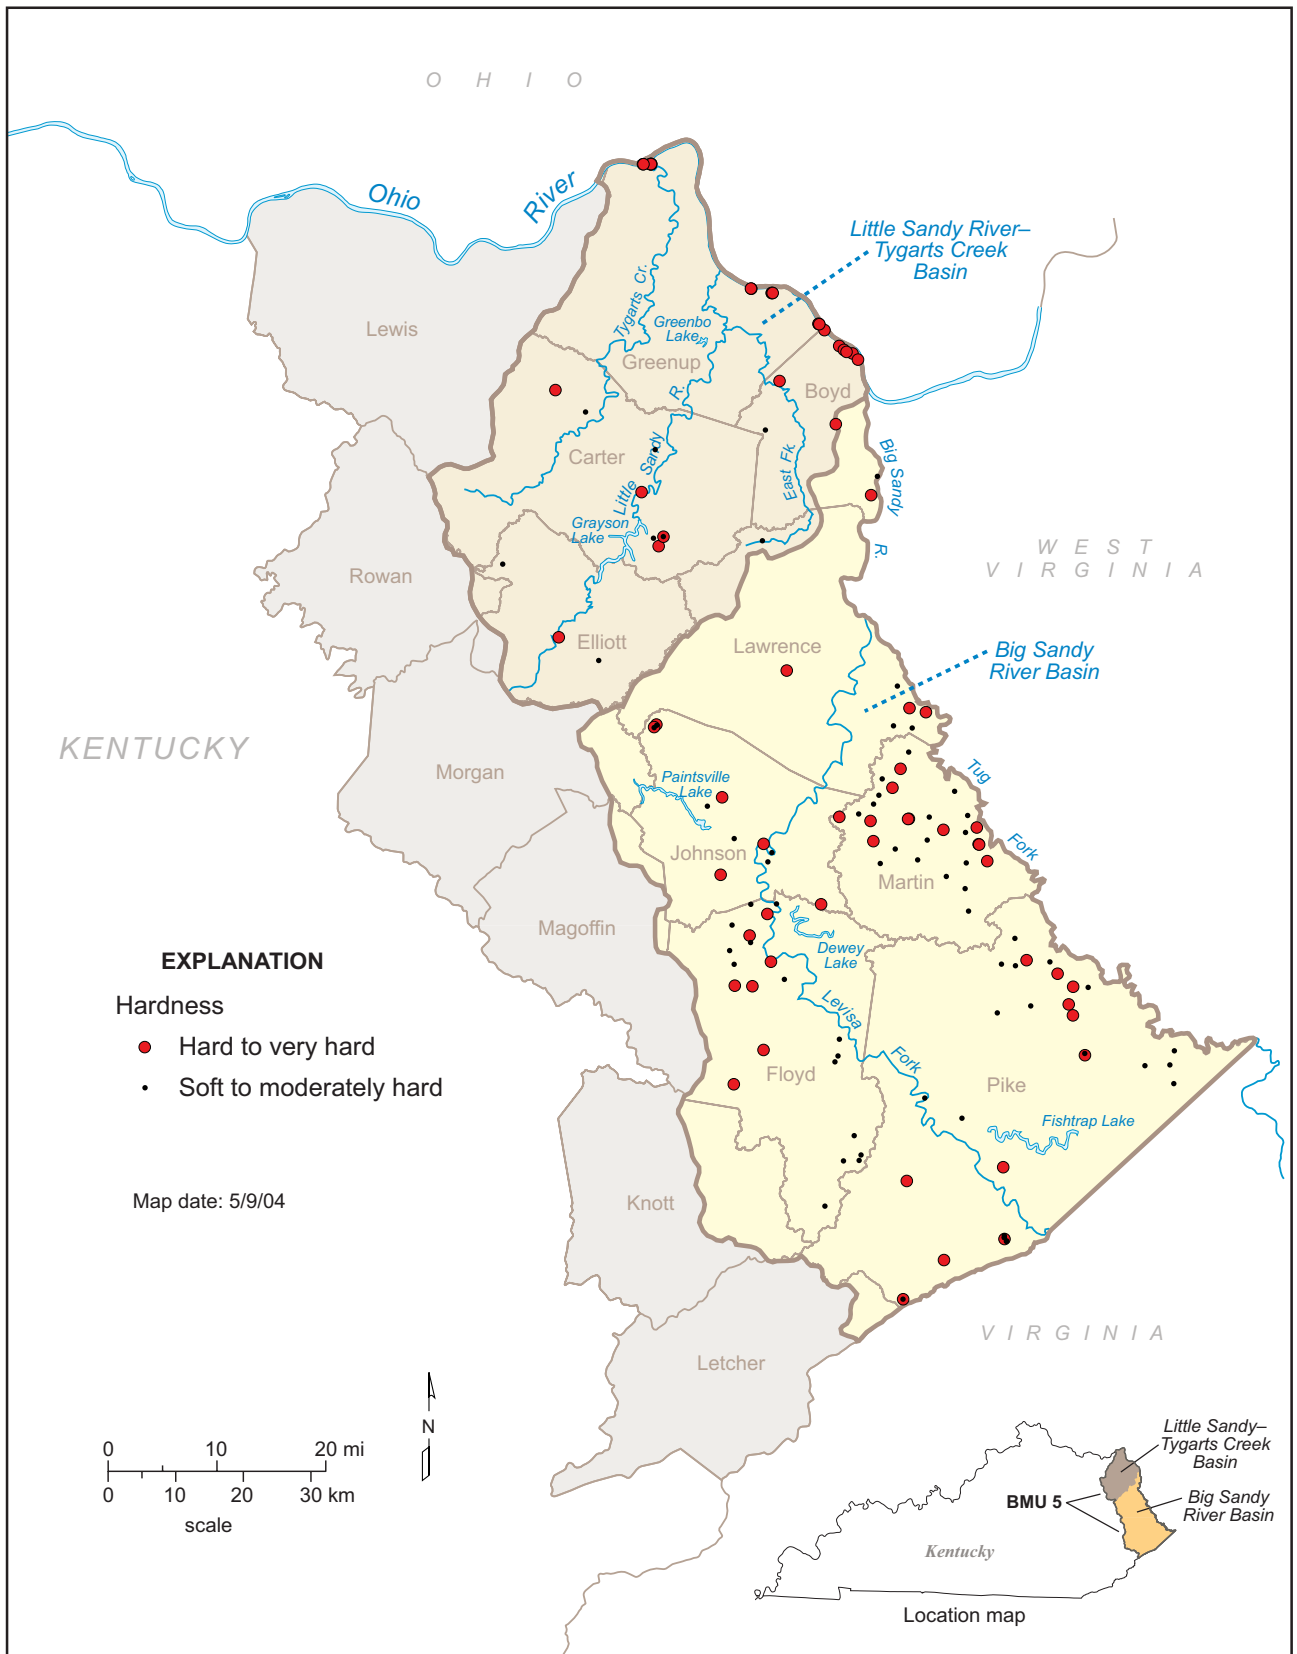 OHIO
Ohio
River
Little Sandy River–
Tygarts Creek
Basin
Lewis
Tygarts Cr.
Greenbo
Lake
Greenup
R.
Boyd
Carter
Little Sandy
East Fk.
Big Sandy
R.
Grayson
Lake
WEST
VIRGINIA
Rowan
Elliott
Lawrence
Big Sandy
River Basin
KENTUCKY
Morgan
Paintsville
Lake
Tug
Fork
Johnson
Martin
Magoffin
Dewey
Lake
EXPLANATION
Hardness
Hard to very hard
Soft to moderately hard
Levisa
Fork
Floyd
Pike
Fishtrap Lake
Map date: 5/9/04
Knott
VIRGINIA
Letcher
N
0 10 20 mi
0 10 20 30 km
scale
Little Sandy–
Tygarts Creek
Basin
BMU 5
Big Sandy
River Basin
Kentucky
Location map